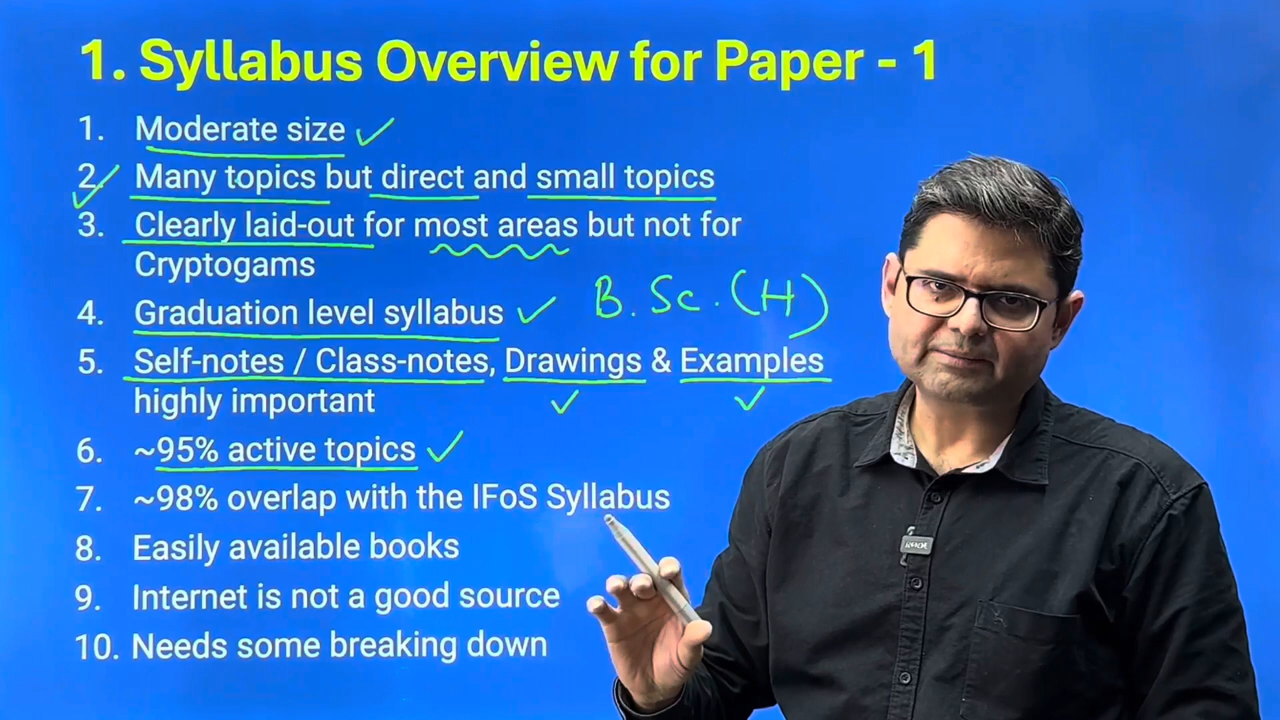 1. Syllabus Overview for Paper - 1
1. Moderate size
2. Many topics but direct and small topics
3. Clearly laid-out for most areas but not for
Cryptogams
4. Graduation level syllabus
B.Sc.(H)
5. Self-notes / Class-notes, Drawings & Examples
highly important
6. ~95% active topics
7. ~98% overlap with the IFoS Syllabus
8. Easily available books
9. Internet is not a good source
10. Needs some breaking down